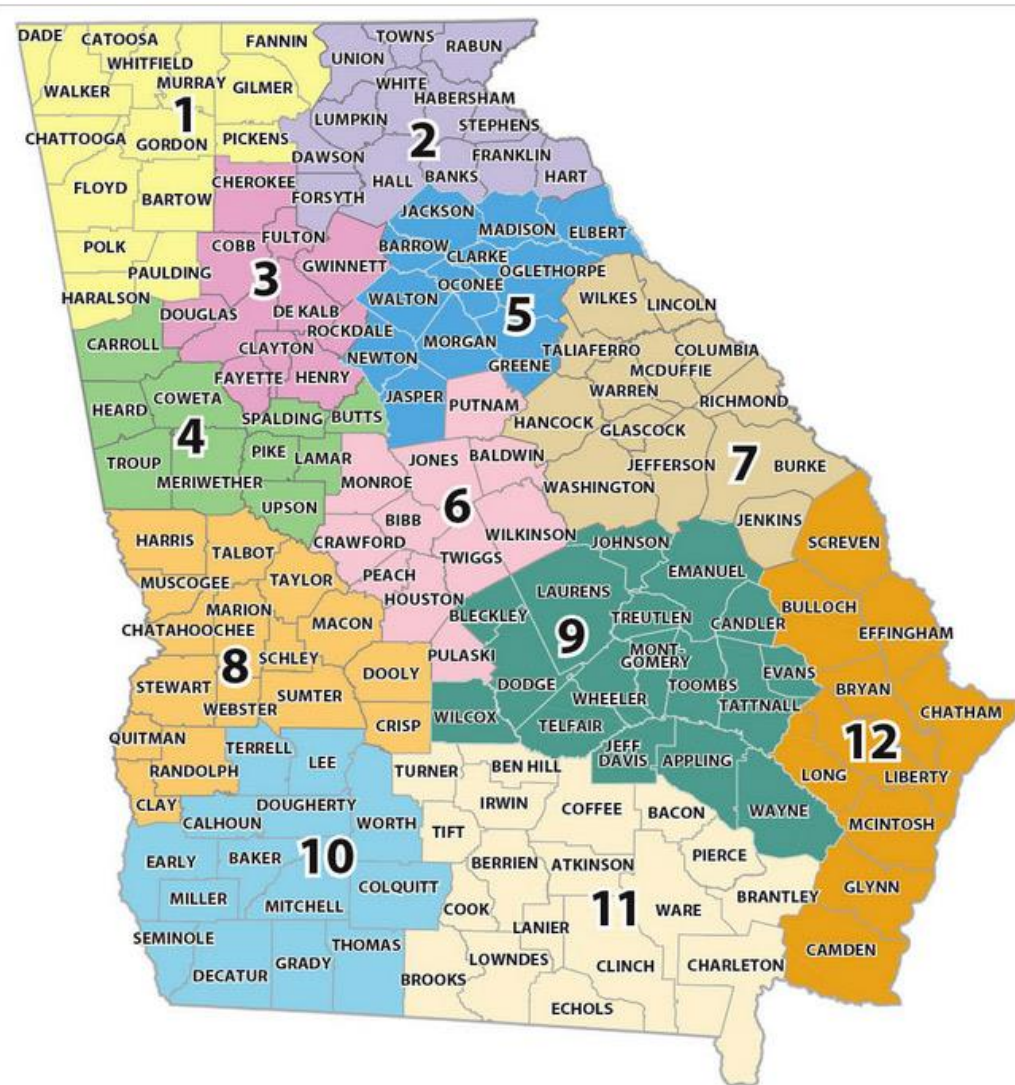 DADE
CATOOSA
FANNIN
WHITFIELD
MURRAY
WALKER
GILMER
1
CHATTOOGA
GORDON
PICKENS
FLOYD
BARTOW
POLK
PAULDING
HARALSON
TOWNS
UNION
RABUN
WHITE
HABERSHAM
LUMPKIN
STEPHENS
2
DAWSON
FRANKLIN
HALL
BANKS
HART
FORSYTH
CHEROKEE
COBB
FULTON
GWINNETT
3
DOUGLAS
DE KALB
ROCKDALE
CLAYTON
FAYETTE
HENRY
CARROLL
COWETA
HEARD
SPALDING
BUTTS
4
PIKE
LAMAR
TROUP
MERIWETHER
UPSON
JACKSON
MADISON
ELBERT
BARROW
CLARKE
OGLETHORPE
OCONEE
WALTON
5
MORGAN
NEWTON
GREENE
JASPER
PUTNAM
JONES
BALDWIN
MONROE
6
BIBB
WILKINSON
CRAWFORD
TWIGGS
PEACH
HOUSTON
PULASKI
WILKES
LINCOLN
TALIAFERRO
COLUMBIA
MCDUFFIE
WARREN
RICHMOND
HANCOCK
GLASCOCK
7
JEFFERSON
BURKE
WASHINGTON
JENKINS
HARRIS
TALBOT
MUSCOGEE
TAYLOR
MARION
MACON
CHATAHOOCHEE
8
SCHLEY
DOOLY
STEWART
SUMTER
WEBSTER
CRISP
QUITMAN
RANDOLPH
CLAY
JOHNSON
EMANUEL
LAURENS
BLECKLEY
TREUTLEN
CANDLER
9
MONT-
GOMERY
EVANS
DODGE
TOOMBS
WHEELER
TATTNALL
WILCOX
TELFAIR
JEFF
DAVIS
APPLING
WAYNE
TERRELL
LEE
DOUGHERTY
CALHOUN
WORTH
EARLY
BAKER
10
COLQUITT
MILLER
MITCHELL
SEMINOLE
THOMAS
GRADY
DECATUR
TURNER
BEN HILL
IRWIN
COFFEE
BACON
TIFT
BERRIEN
ATKINSON
PIERCE
BRANTLEY
COOK
11
WARE
LANIER
LOWNDES
CLINCH
CHARLETON
BROOKS
ECHOLS
SCREVEN
BULLOCH
EFFINGHAM
BRYAN
CHATHAM
12
LONG
LIBERTY
MCINTOSH
GLYNN
CAMDEN